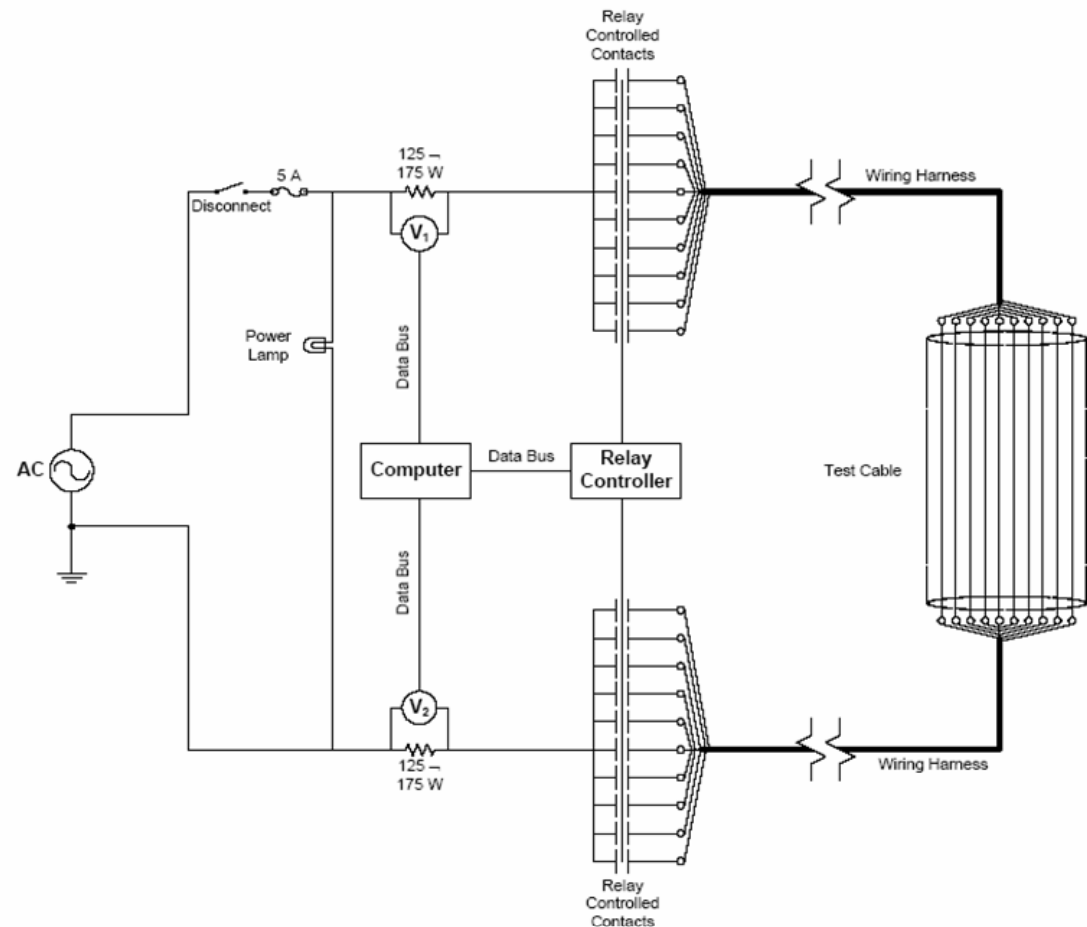 Relay
Controlled
Contacts
125 ¬
175 W
5 A
Disconnect
V1
Wiring Harness
Power
Lamp
Data Bus
AC
Computer
Data Bus
Relay
Controller
Test Cable
Data Bus
V2
125 ¬
175 W
Wiring Harness
Relay
Controlled
Contacts